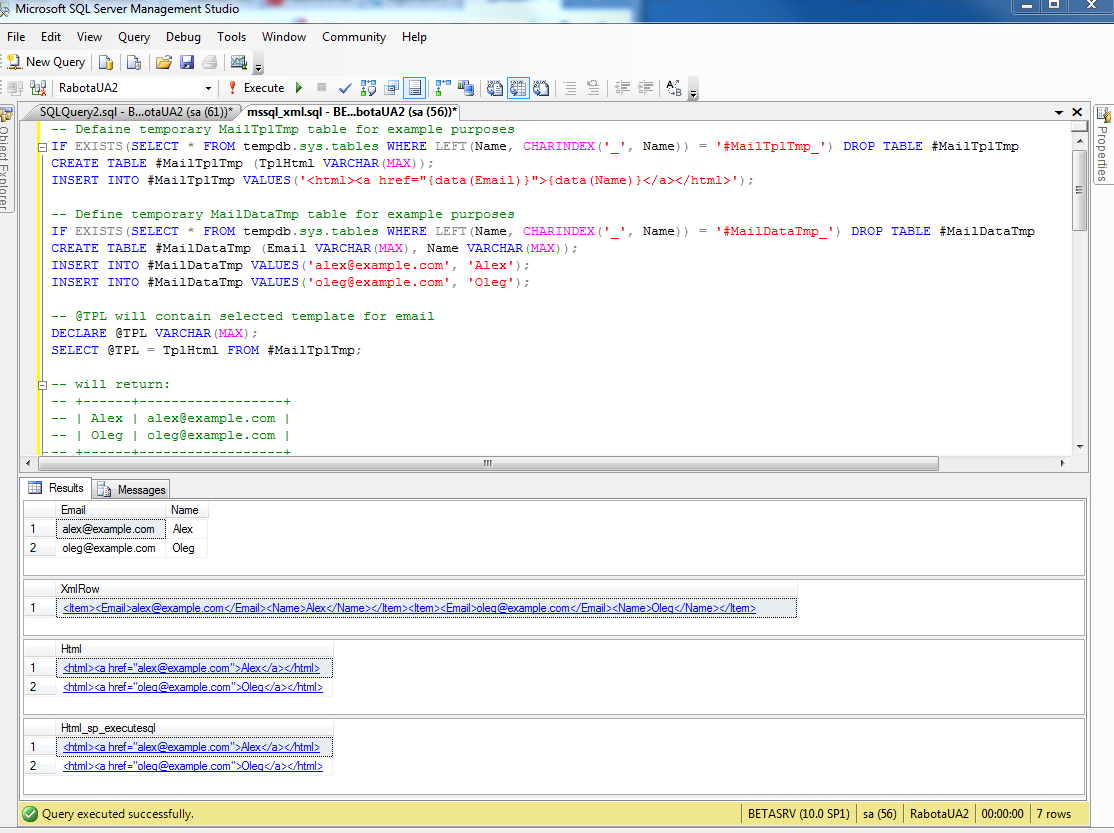 Microsoft SQL Server Management Studio
File Edit View Query Debug Tools Window Community Help
New Query
RabotaUA2 Execute
SQLQuery2.sql - B...otaUA2 (sa (61))* mssql_xml.sql - BE...botaUA2 (sa (56))*
Object Explorer
Properties
-- Defaine temporary MailTplTmp table for example purposes
IF EXISTS(SELECT * FROM tempdb.sys.tables WHERE LEFT(Name, CHARINDEX('_', Name)) = '#MailTplTmp_') DROP TABLE #MailTplTmp
CREATE TABLE #MailTplTmp (TplHtml VARCHAR(MAX));
INSERT INTO #MailTplTmp VALUES('<html><a href="{data(Email)}">{data(Name)}</a></html>');
-- Define temporary MailDataTmp table for example purposes
IF EXISTS(SELECT * FROM tempdb.sys.tables WHERE LEFT(Name, CHARINDEX('_', Name)) = '#MailDataTmp_') DROP TABLE #MailDataTmp
CREATE TABLE #MailDataTmp (Email VARCHAR(MAX), Name VARCHAR(MAX));
INSERT INTO #MailDataTmp VALUES('alex@example.com', 'Alex');
INSERT INTO #MailDataTmp VALUES('oleg@example.com', 'Oleg');
-- @TPL will contain selected template for email
DECLARE @TPL VARCHAR(MAX);
SELECT @TPL = TplHtml FROM #MailTplTmp;
-- will return:
-- +------+------------------+
-- | Alex | alex@example.com |
-- | Oleg | oleg@example.com |
-- +------+------------------+
Results Messages
Email Name
1 alex@example.com Alex
2 oleg@example.com Oleg
XmlRow
1 <Item><Email>alex@example.com</Email><Name>Alex</Name></Item><Item><Email>oleg@example.com</Email><Name>Oleg</Name></Item>
Html
1 <html><a href="alex@example.com">Alex</a></html>
2 <html><a href="oleg@example.com">Oleg</a></html>
Html_sp_executesql
1 <html><a href="alex@example.com">Alex</a></html>
2 <html><a href="oleg@example.com">Oleg</a></html>
Query executed successfully. BETASRV (10.0 SP1) sa (56) RabotaUA2 00:00:00 7 rows